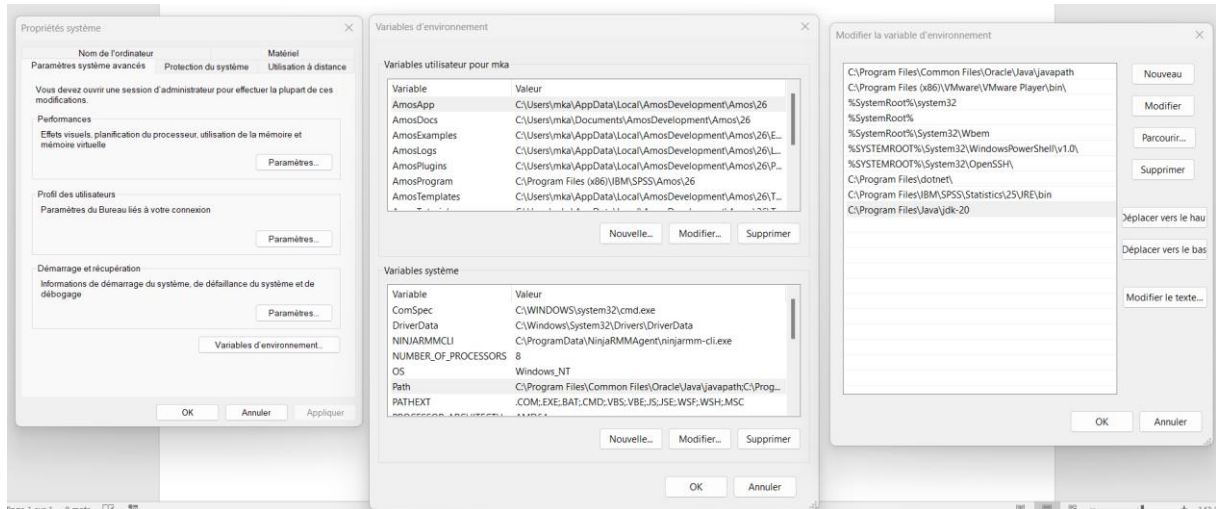 Propriétés système
Nom de l'ordinateur
Matériel
Paramètres système avancés
Protection du système
Utilisation à distance
Vous devez ouvrir une session d'administrateur pour effectuer la plupart de ces
modifications.
Performances
Effets visuels, planification du processeur, utilisation de la mémoire et
mémoire virtuelle
Paramètres...
Profil des utilisateurs
Paramètres du Bureau liés à votre connexion
Paramètres...
Démarrage et récupération
Informations de démarrage du système, de défaillance du système et de
débogage
Paramètres...
Variables d'environnement...
OK
Annuler
Appliquer
Variables d'environnement
Variables utilisateur pour mka
Variable Valeur
AmosApp C:\Users\mka\AppData\Local\AmosDevelopment\Amos\26
AmosDocs C:\Users\mka\Documents\AmosDevelopment\Amos\26
AmosExamples C:\Users\mka\AppData\Local\AmosDevelopment\Amos\26\E...
AmosLogs C:\Users\mka\AppData\Local\AmosDevelopment\Amos\26\L...
AmosPlugins C:\Users\mka\AppData\Local\AmosDevelopment\Amos\26\P...
AmosProgram C:\Program Files (x86)\IBM\SPSS\Amos\26
AmosTemplates C:\Users\mka\AppData\Local\AmosDevelopment\Amos\26\T...
Nouvelle...
Modifier...
Supprimer
Variables système
Variable Valeur
ComSpec C:\WINDOWS\system32\cmd.exe
DriverData C:\Windows\System32\Drivers\DriverData
NINJARMMCLI C:\ProgramData\NinjaRMMAgent\ninjarmm-cli.exe
NUMBER_OF_PROCESSORS 8
OS Windows_NT
Path C:\Program Files\Common Files\Oracle\Java\javapath;C:\Prog...
PATHEXT .COM;.EXE;.BAT;.CMD;.VBS;.VBE;.JS;.JSE;.WSF;.WSH;.MSC
Nouvelle...
Modifier...
Supprimer
OK
Annuler
Modifier la variable d'environnement
C:\Program Files\Common Files\Oracle\Java\javapath
C:\Program Files (x86)\VMware\VMware Player\bin\
%SystemRoot%\system32
%SystemRoot%
%SystemRoot%\System32\Wbem
%SYSTEMROOT%\System32\WindowsPowerShell\v1.0\
%SYSTEMROOT%\System32\OpenSSH\
C:\Program Files\dotnet\
C:\Program Files\IBM\SPSS\Statistics\25\JRE\bin
C:\Program Files\Java\jdk-20
Nouveau
Modifier
Parcourir...
Supprimer
Déplacer vers le hau
Déplacer vers le bas
Modifier le texte...
OK
Annuler